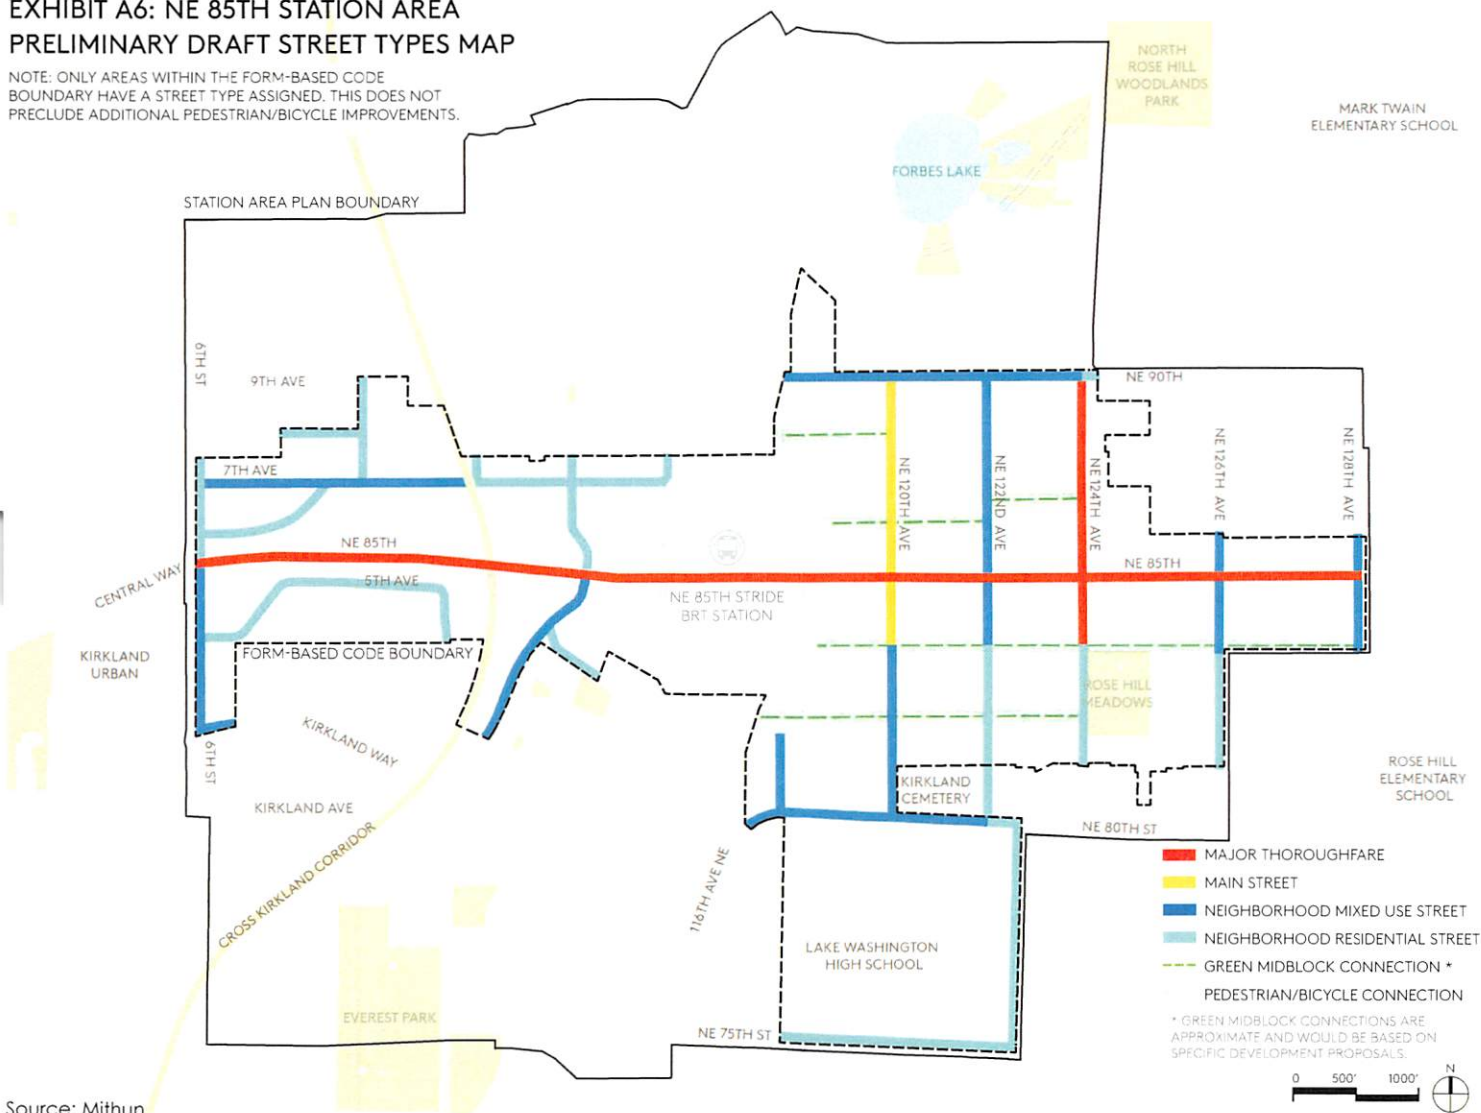 EXHIBIT A6: NE 85TH STATION AREA
PRELIMINARY DRAFT STREET TYPES MAP
NOTE: ONLY AREAS WITHIN THE FORM-BASED CODE
BOUNDARY HAVE A STREET TYPE ASSIGNED. THIS DOES NOT
PRECLUDE ADDITIONAL PEDESTRIAN/BICYCLE IMPROVEMENTS.
NORTH
ROSE HILL
WOODLANDS
PARK
MARK TWAIN
ELEMENTARY SCHOOL
FORBES LAKE
STATION AREA PLAN BOUNDARY
6TH ST
9TH AVE
NE 90TH
7TH AVE
NE 120TH AVE
NE 122ND AVE
NE 124TH AVE
NE 126TH AVE
NE 128TH AVE
NE 85TH
NE 85TH
CENTRAL WAY
5TH AVE
NE 85TH STRIDE
BRT STATION
KIRKLAND
URBAN
FORM-BASED CODE BOUNDARY
ROSE HILL
MEADOWS
KIRKLAND WAY
6TH ST
KIRKLAND AVE
KIRKLAND
CEMETERY
NE 80TH ST
ROSE HILL
ELEMENTARY
SCHOOL
CROSS KIRKLAND CORRIDOR
116TH AVE NE
LAKE WASHINGTON
HIGH SCHOOL
EVEREST PARK
NE 75TH ST
MAJOR THOROUGHFARE
MAIN STREET
NEIGHBORHOOD MIXED USE STREET
NEIGHBORHOOD RESIDENTIAL STREET
GREEN MIDBLOCK CONNECTION *
PEDESTRIAN/BICYCLE CONNECTION
* GREEN MIDBLOCK CONNECTIONS ARE
APPROXIMATE AND WOULD BE BASED ON
SPECIFIC DEVELOPMENT PROPOSALS.
0 500' 1000'
N
Source: Mithun